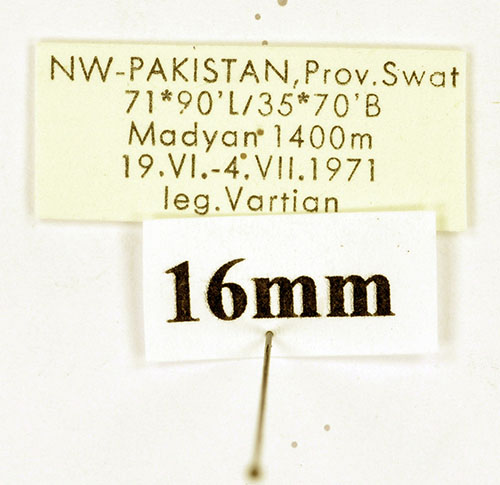 NW-PAKISTAN, Prov. Swat
71*90'L/35*70'B
Madyan 1400m
19.VI.-4.VII.1971
leg. Vartian
16mm